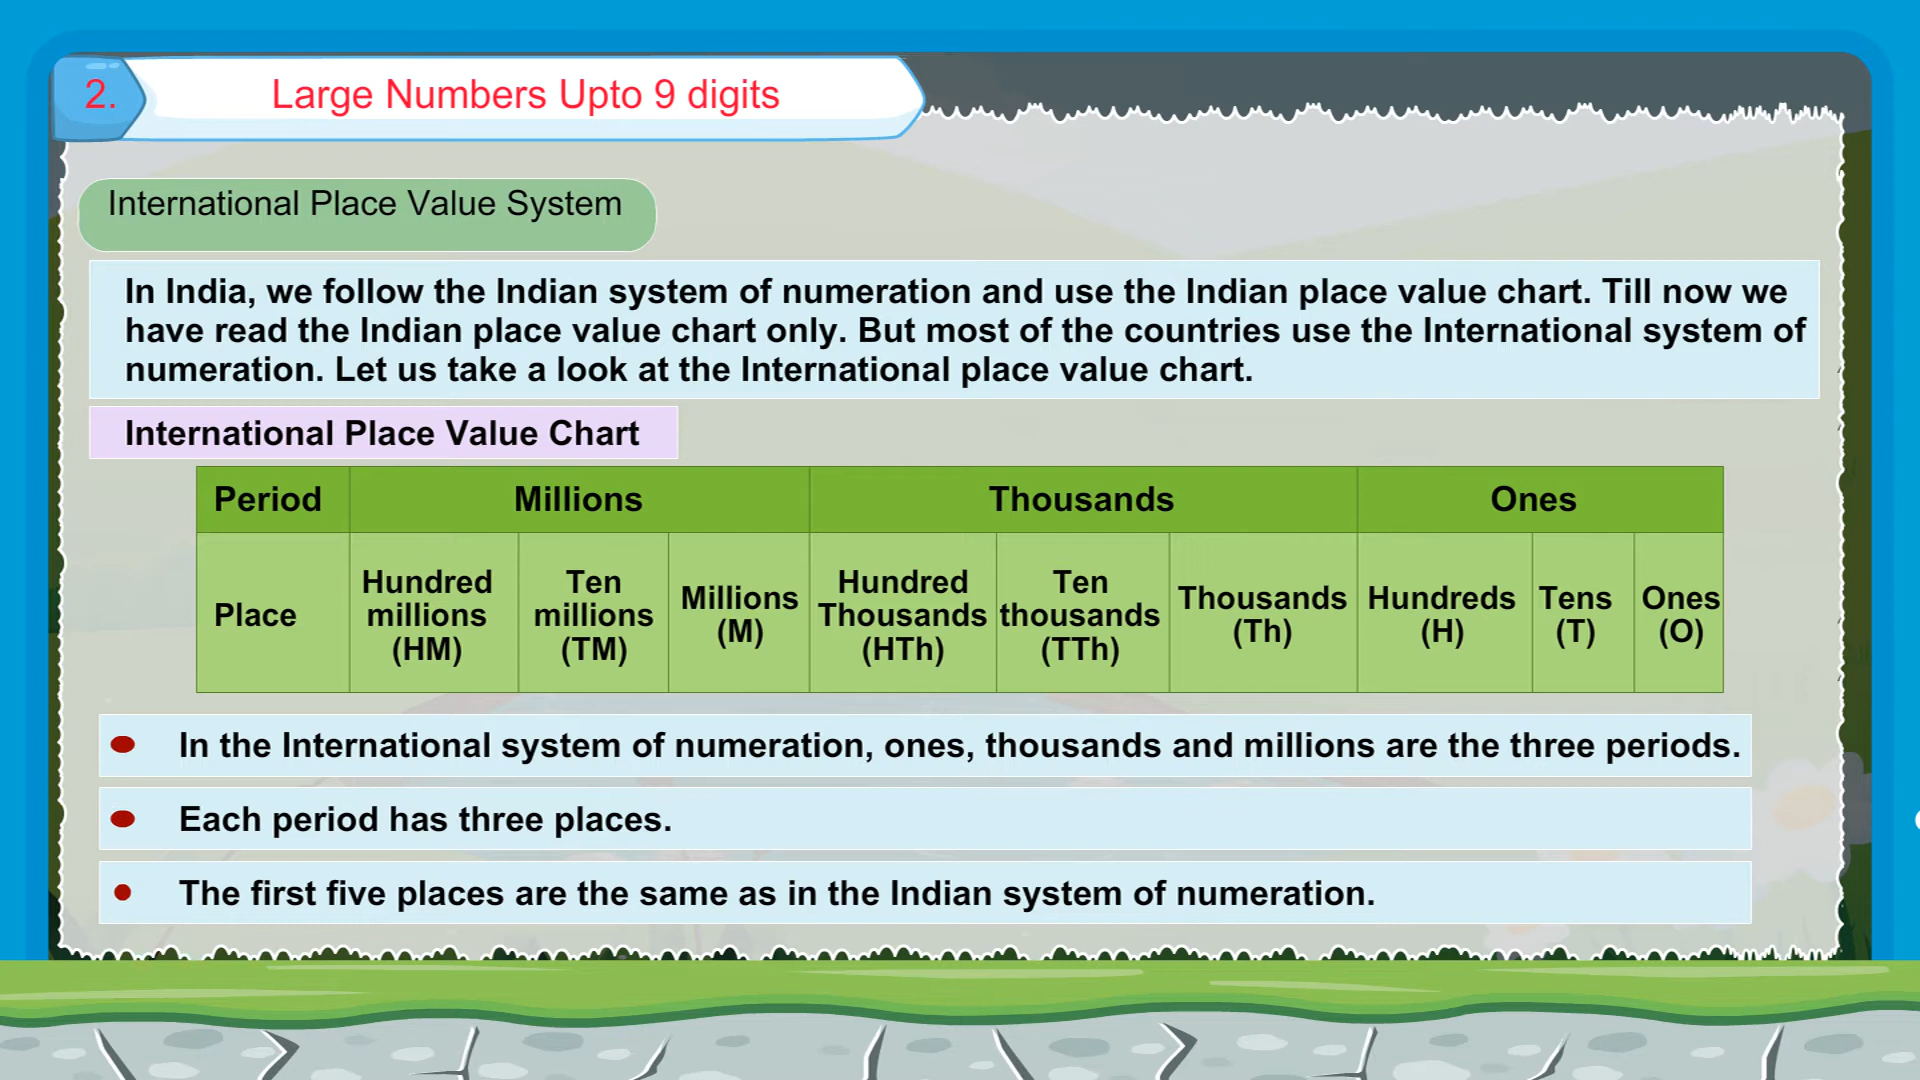 2.
Large Numbers Upto 9 digits
International Place Value System
In India, we follow the Indian system of numeration and use the Indian place value chart. Till now we
have read the Indian place value chart only. But most of the countries use the International system of
numeration. Let us take a look at the International place value chart.
International Place Value Chart
Period Millions Thousands Ones
Place
Hundred
millions
(HM)
Ten
millions
(TM)
Millions
(M)
Hundred
Thousands
(HTh)
Ten
thousands
(TTh)
Thousands
(Th)
Hundreds
(H)
Tens
(T)
Ones
(O)
In the International system of numeration, ones, thousands and millions are the three periods.
Each period has three places.
The first five places are the same as in the Indian system of numeration.